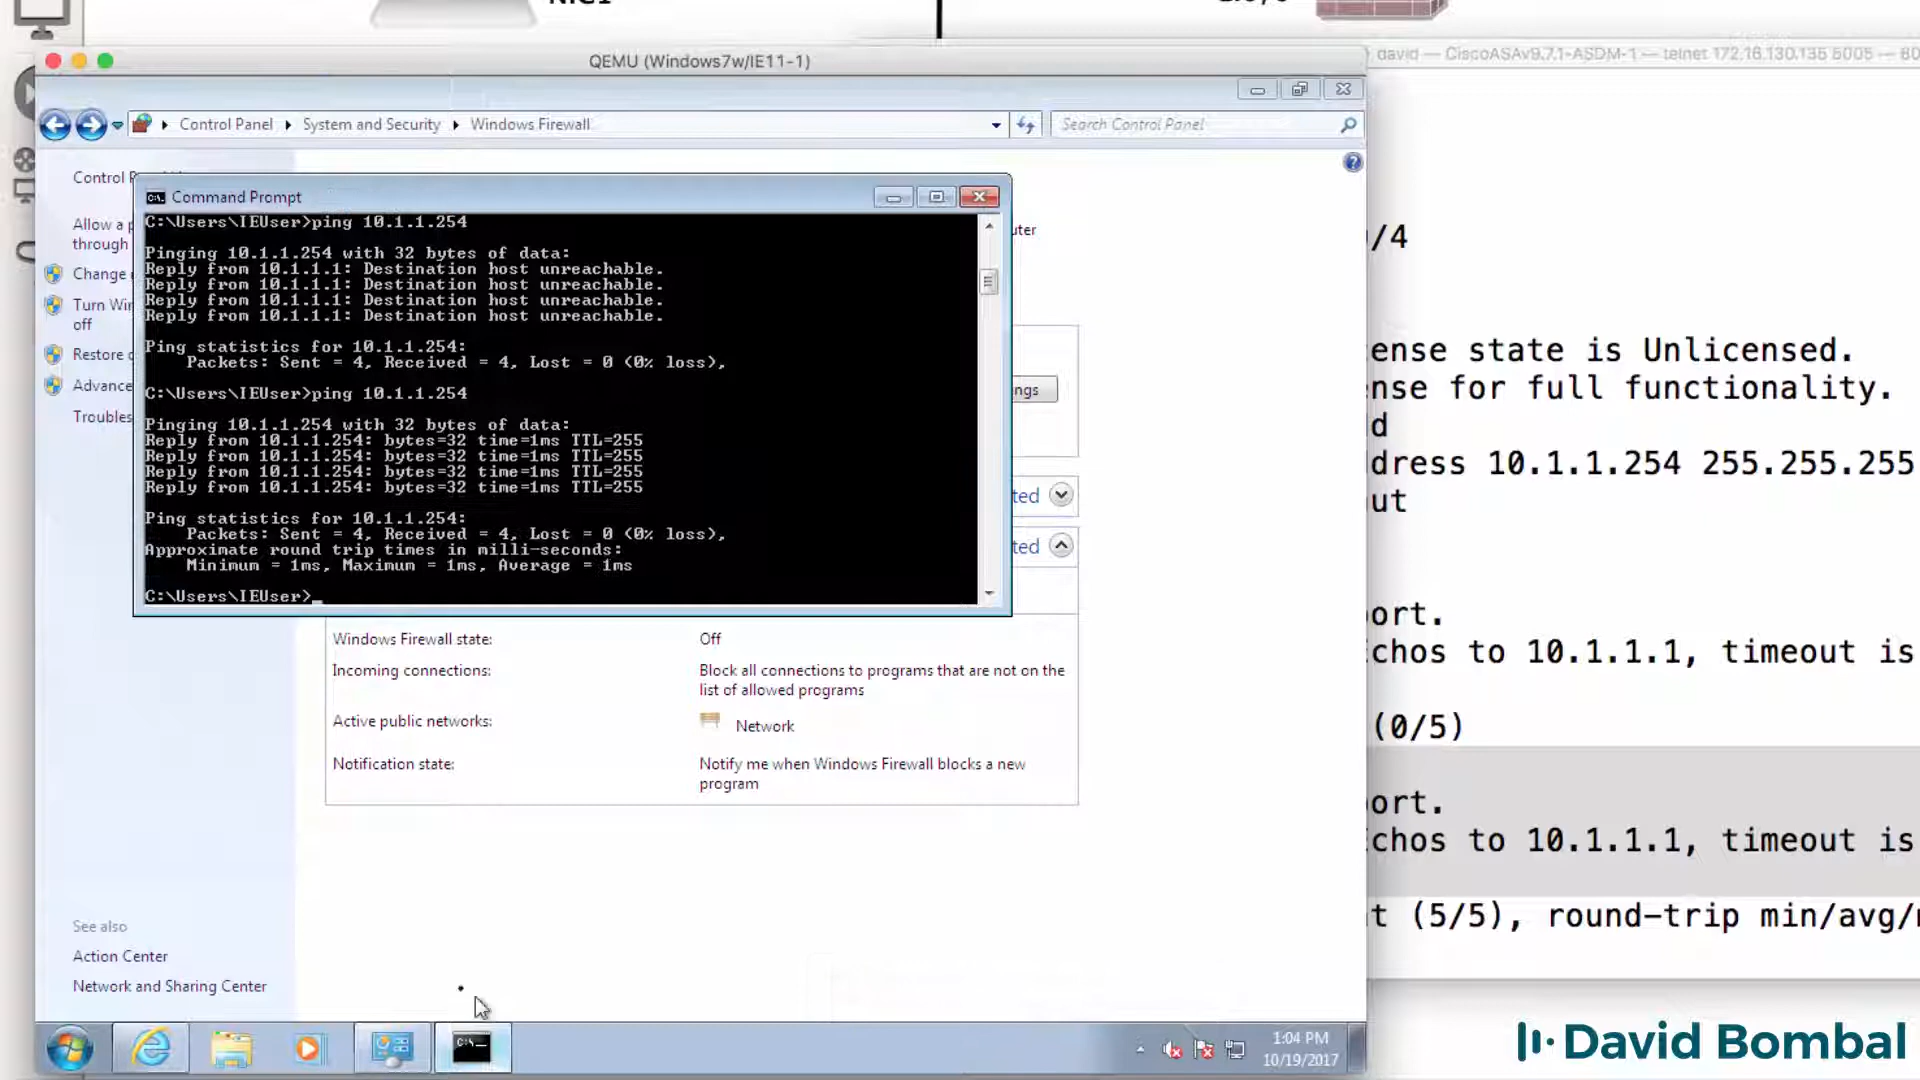 NIC1
QEMU (Windows7w/IE11-1)
david — CiscoASAv9.7.1-ASDM-1 — telnet 172.16.130.135 5005 — 80
Control Panel
System and Security
Windows Firewall
Search Control Panel
Control P
Allow a p
through
Change
Turn Win
off
Restore d
Advance
Troubles
Command Prompt
C:\Users\IEUser>ping 10.1.1.254
Pinging 10.1.1.254 with 32 bytes of data:
Reply from 10.1.1.1: Destination host unreachable.
Reply from 10.1.1.1: Destination host unreachable.
Reply from 10.1.1.1: Destination host unreachable.
Reply from 10.1.1.1: Destination host unreachable.
Ping statistics for 10.1.1.254:
Packets: Sent = 4, Received = 4, Lost = 0 (0% loss),
C:\Users\IEUser>ping 10.1.1.254
Pinging 10.1.1.254 with 32 bytes of data:
Reply from 10.1.1.254: bytes=32 time=1ms TTL=255
Reply from 10.1.1.254: bytes=32 time=1ms TTL=255
Reply from 10.1.1.254: bytes=32 time=1ms TTL=255
Reply from 10.1.1.254: bytes=32 time=1ms TTL=255
Ping statistics for 10.1.1.254:
Packets: Sent = 4, Received = 4, Lost = 0 (0% loss),
Approximate round trip times in milli-seconds:
Minimum = 1ms, Maximum = 1ms, Average = 1ms
C:\Users\IEUser>_
uter
ngs
ted
ted
Windows Firewall state:
Off
Incoming connections:
Block all connections to programs that are not on the
list of allowed programs
Active public networks:
Network
Notification state:
Notify me when Windows Firewall blocks a new
program
See also
Action Center
Network and Sharing Center
1:04 PM
10/19/2017
/4
ense state is Unlicensed.
nse for full functionality.
d
dress 10.1.1.254 255.255.255
ut
ort.
chos to 10.1.1.1, timeout is
(0/5)
ort.
chos to 10.1.1.1, timeout is
t (5/5), round-trip min/avg/
David Bombal